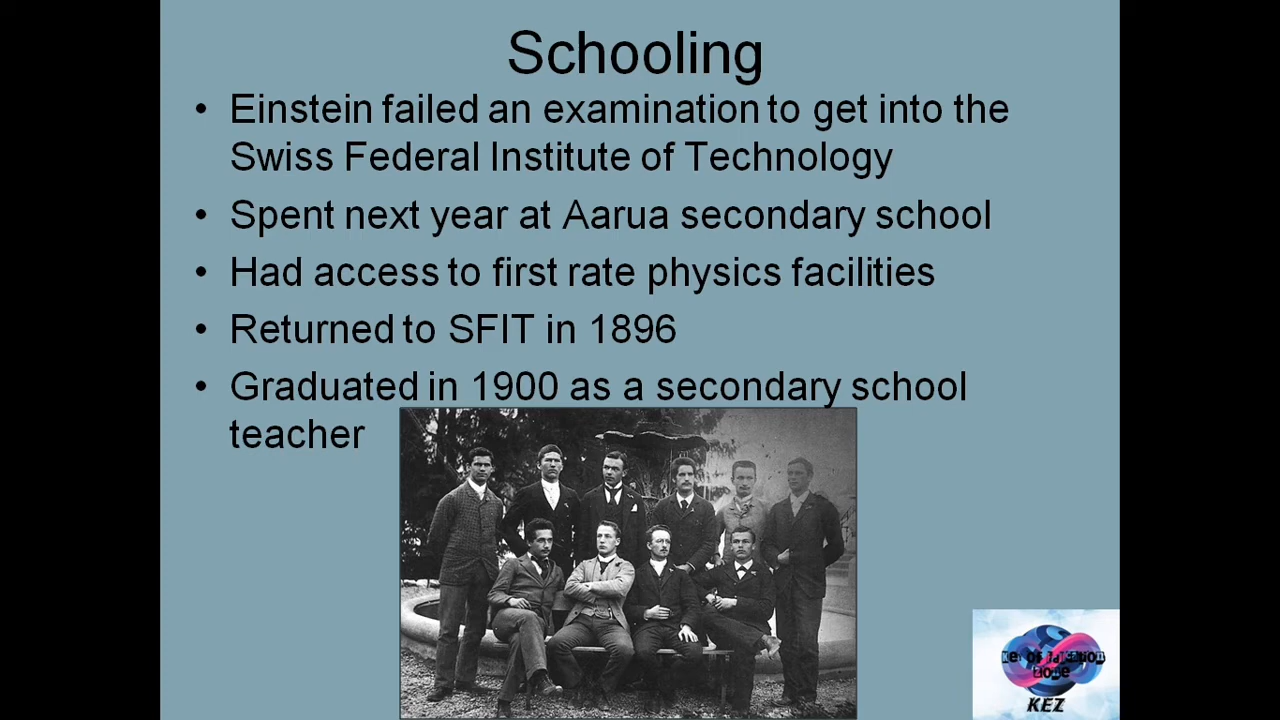 Schooling
• Einstein failed an examination to get into the
Swiss Federal Institute of Technology
• Spent next year at Aarua secondary school
• Had access to first rate physics facilities
• Returned to SFIT in 1896
• Graduated in 1900 as a secondary school
teacher
KEZ